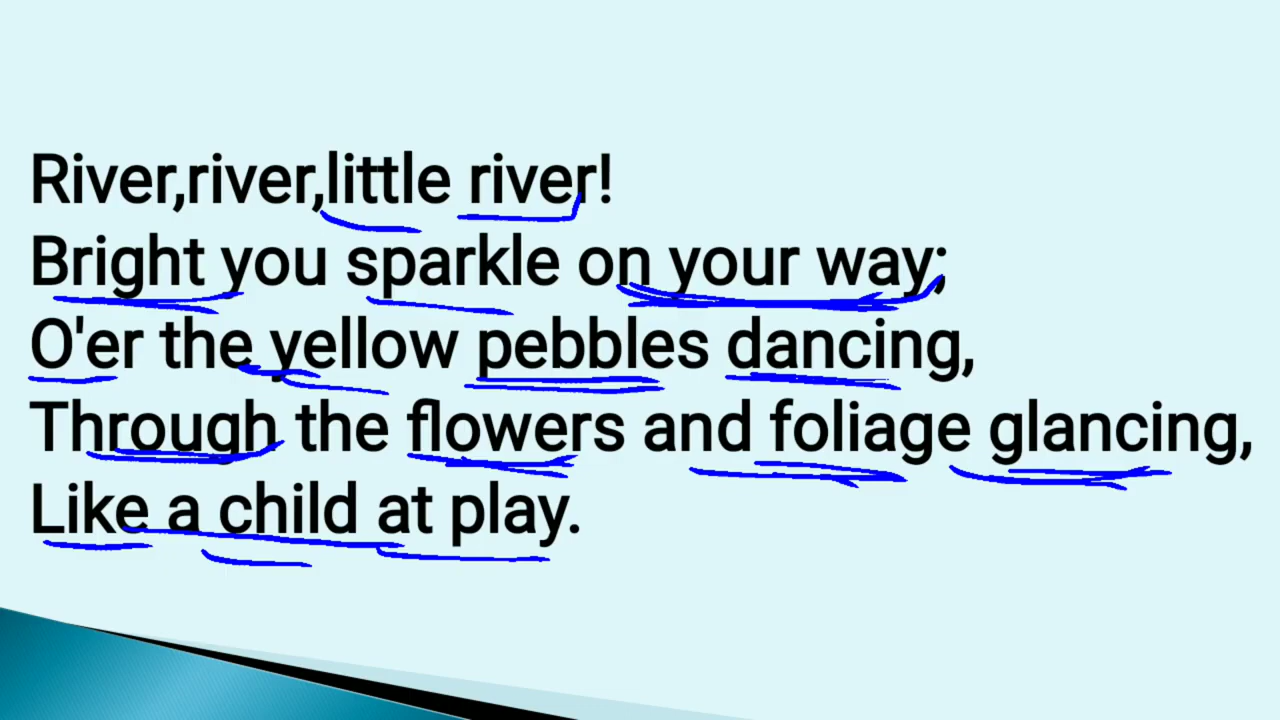 River,river,little river!
Bright you sparkle on your way;
O'er the yellow pebbles dancing,
Through the flowers and foliage glancing,
Like a child at play.